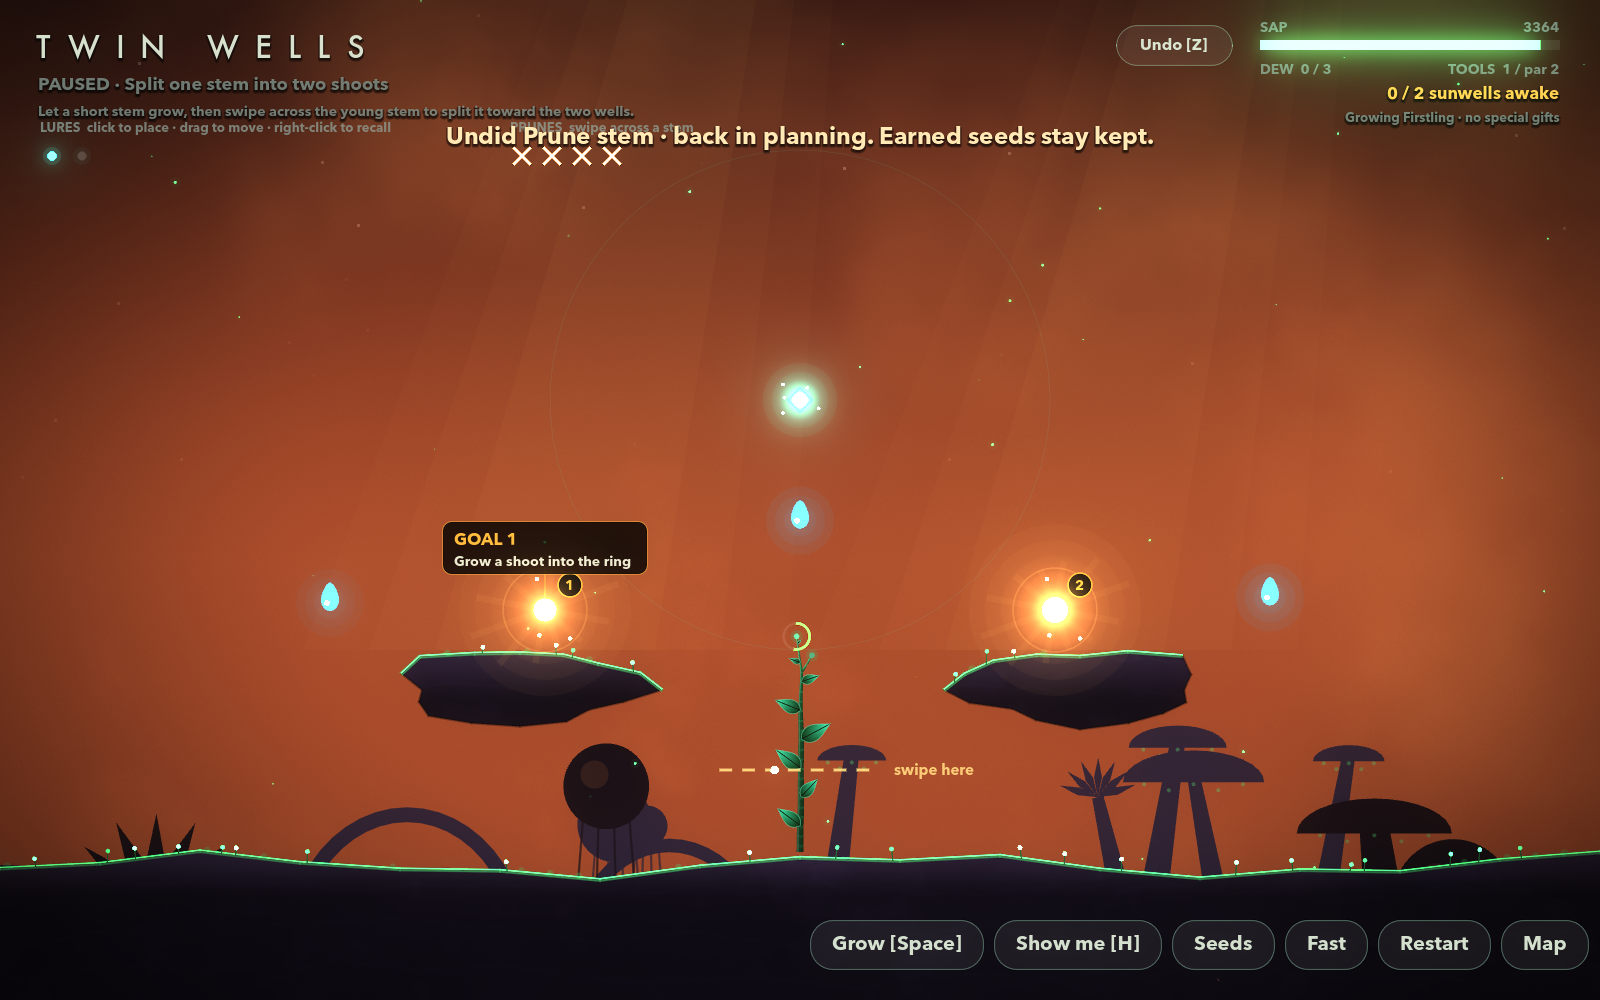 TWIN WELLS
PAUSED · Split one stem into two shoots
Let a short stem grow, then swipe across the young stem to split it toward the two wells.
LURES click to place · drag to move · right-click to recall
PRUNES swipe across a stem
Undid Prune stem · back in planning. Earned seeds stay kept.
Undo [Z]
SAP 3364
DEW 0 / 3 TOOLS 1 / par 2
0 / 2 sunwells awake
Growing Firstling · no special gifts
GOAL 1
Grow a shoot into the ring
1
2
swipe here
Grow [Space]
Show me [H]
Seeds
Fast
Restart
Map